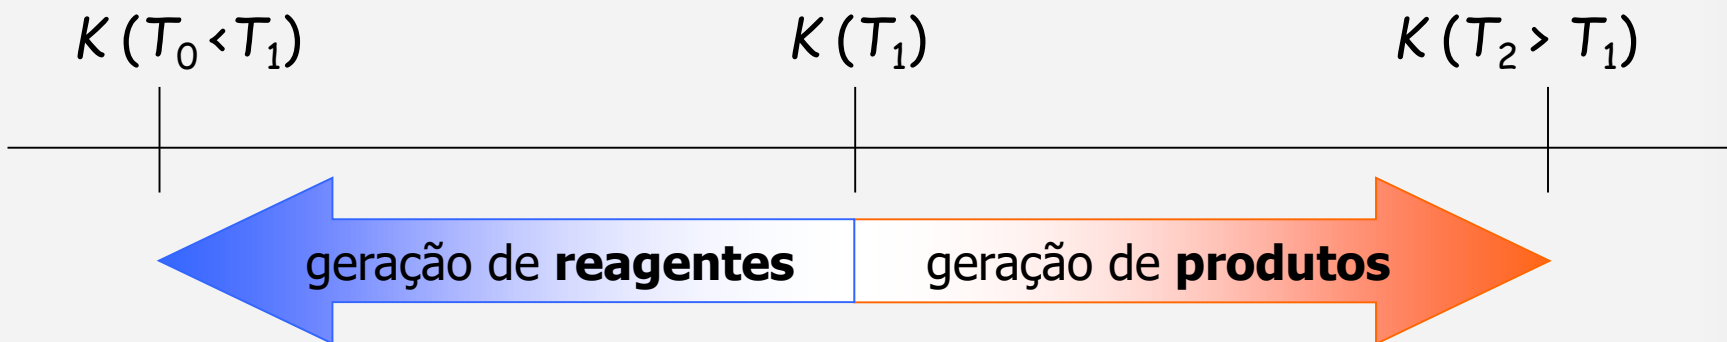 K (T₀ < T₁) K (T₁) K (T₂ > T₁)
geração de reagentes geração de produtos